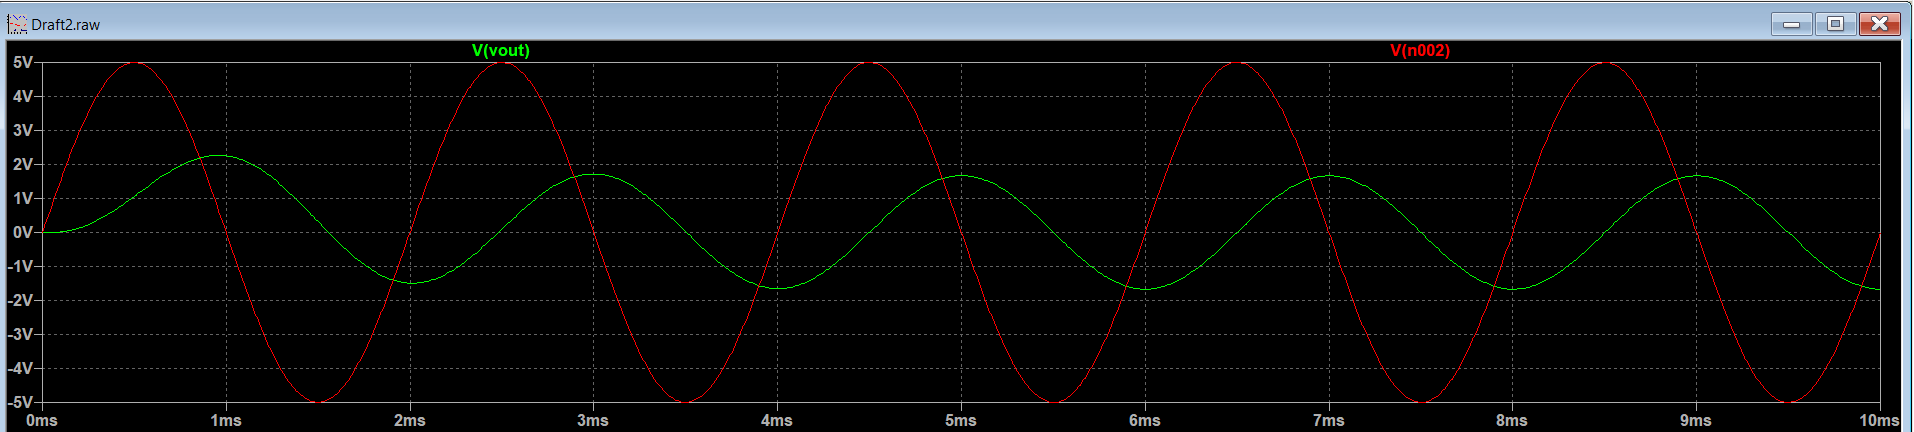 Draft2.raw
V(vout) V(n002)
5V
4V
3V
2V
1V
0V
-1V
-2V
-3V
-4V
-5V
0ms 1ms 2ms 3ms 4ms 5ms 6ms 7ms 8ms 9ms 10ms